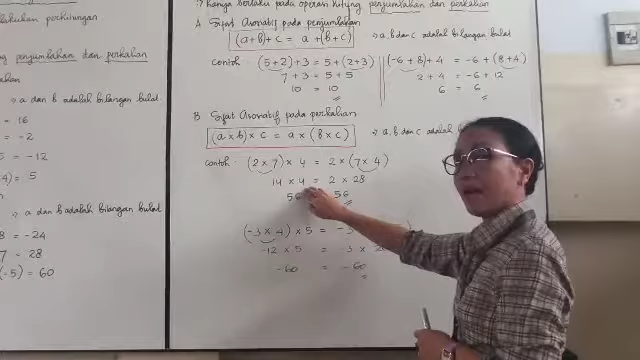 lakukan perhitungan
penjumlahan dan perkalian
→ a dan b adalah bilangan bulat
= 16
= -2
= -12
= 5
→ a dan b adalah bilangan bulat
= -24
= 28
(-5) = 60
hanya berlaku pada operasi hitung penjumlahan dan perkalian
A. Sifat Asosiatif pada penjumlahan
(a+b)+c = a+(b+c) → a, b dan c adalah bilangan bulat
contoh: (5+2)+3 = 5+(2+3) (-6+8)+4 = -6+(8+4)
7+3 = 5+5 2+4 = -6+12
10 = 10 6 = 6
B. Sifat Asosiatif pada perkalian
(a×b)×c = a×(b×c) → a, b dan c adalah b
contoh: (2×7)×4 = 2×(7×4)
14×4 = 2×28
56 56
(-3×4)×5 = -3
-12×5 = -3×2
-60 = -60